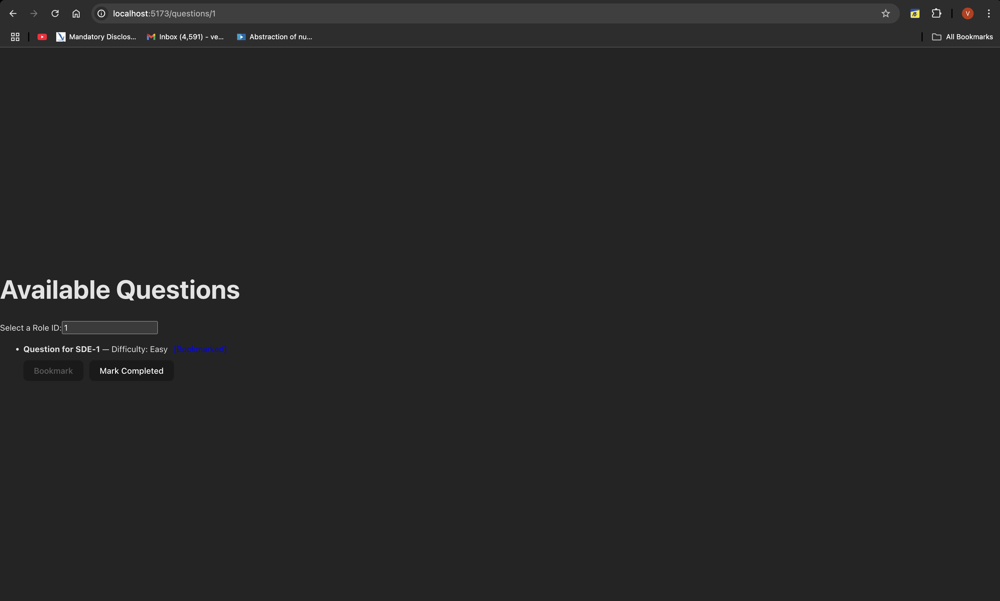 localhost:5173/questions/1
V
Mandatory Disclos...
Inbox (4,591) - ve...
Abstraction of nu...
All Bookmarks
Available Questions
Select a Role ID: 1
• Question for SDE-1 — Difficulty: Easy [Bookmarked]
Bookmark Mark Completed